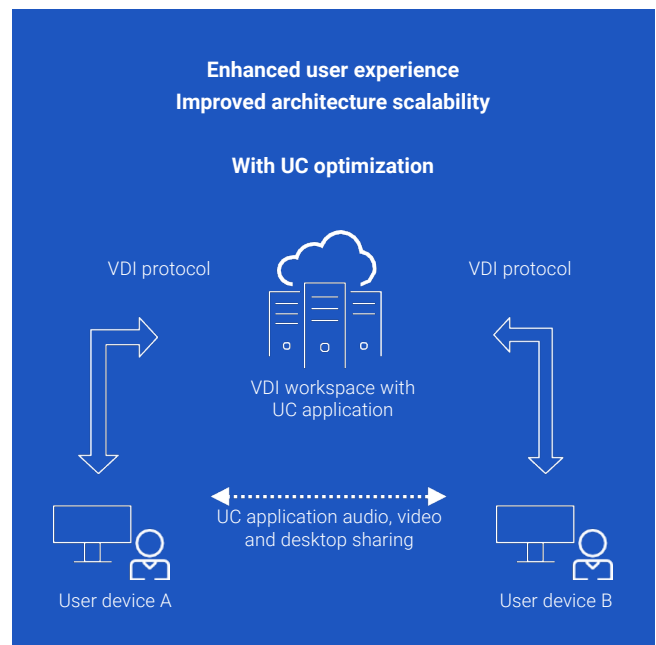 Enhanced user experience
Improved architecture scalability
With UC optimization
VDI protocol
VDI protocol
VDI workspace with
UC application
UC application audio, video
and desktop sharing
User device A
User device B